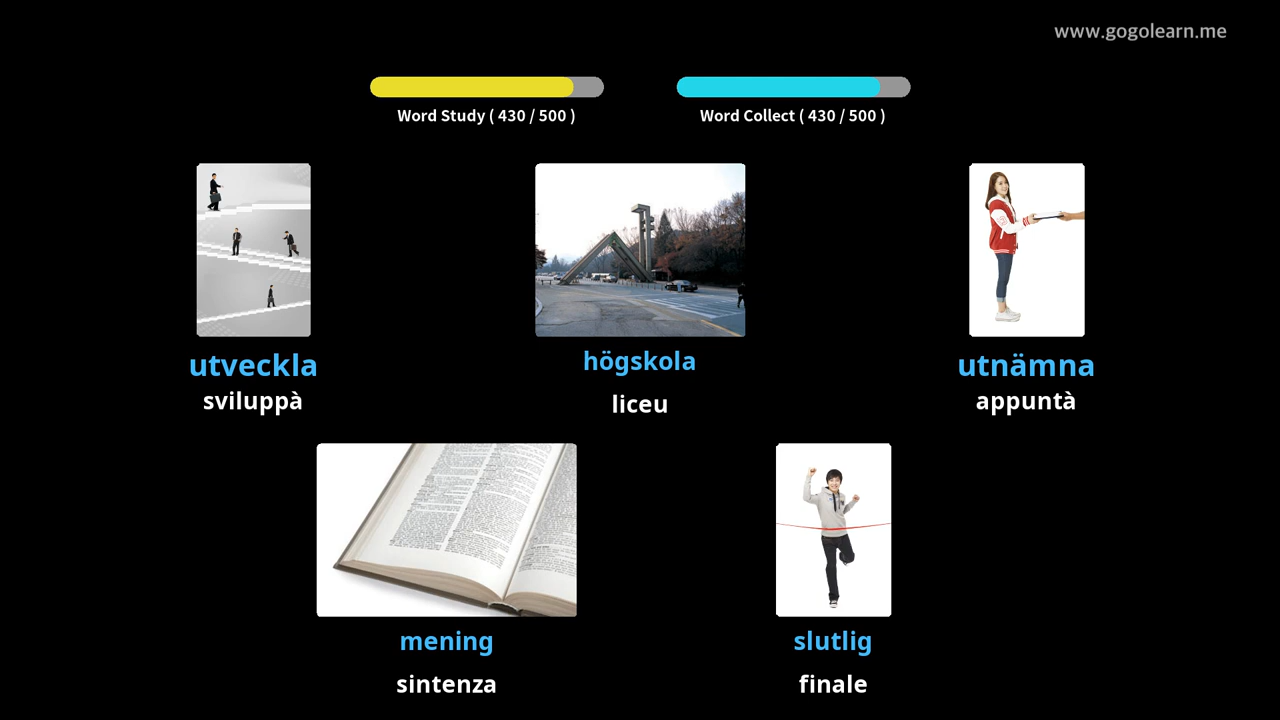 www.gogolearn.me
Word Study ( 430 / 500 )
Word Collect ( 430 / 500 )
utveckla
sviluppà
högskola
liceu
utnämna
appuntà
mening
sintenza
slutlig
finale